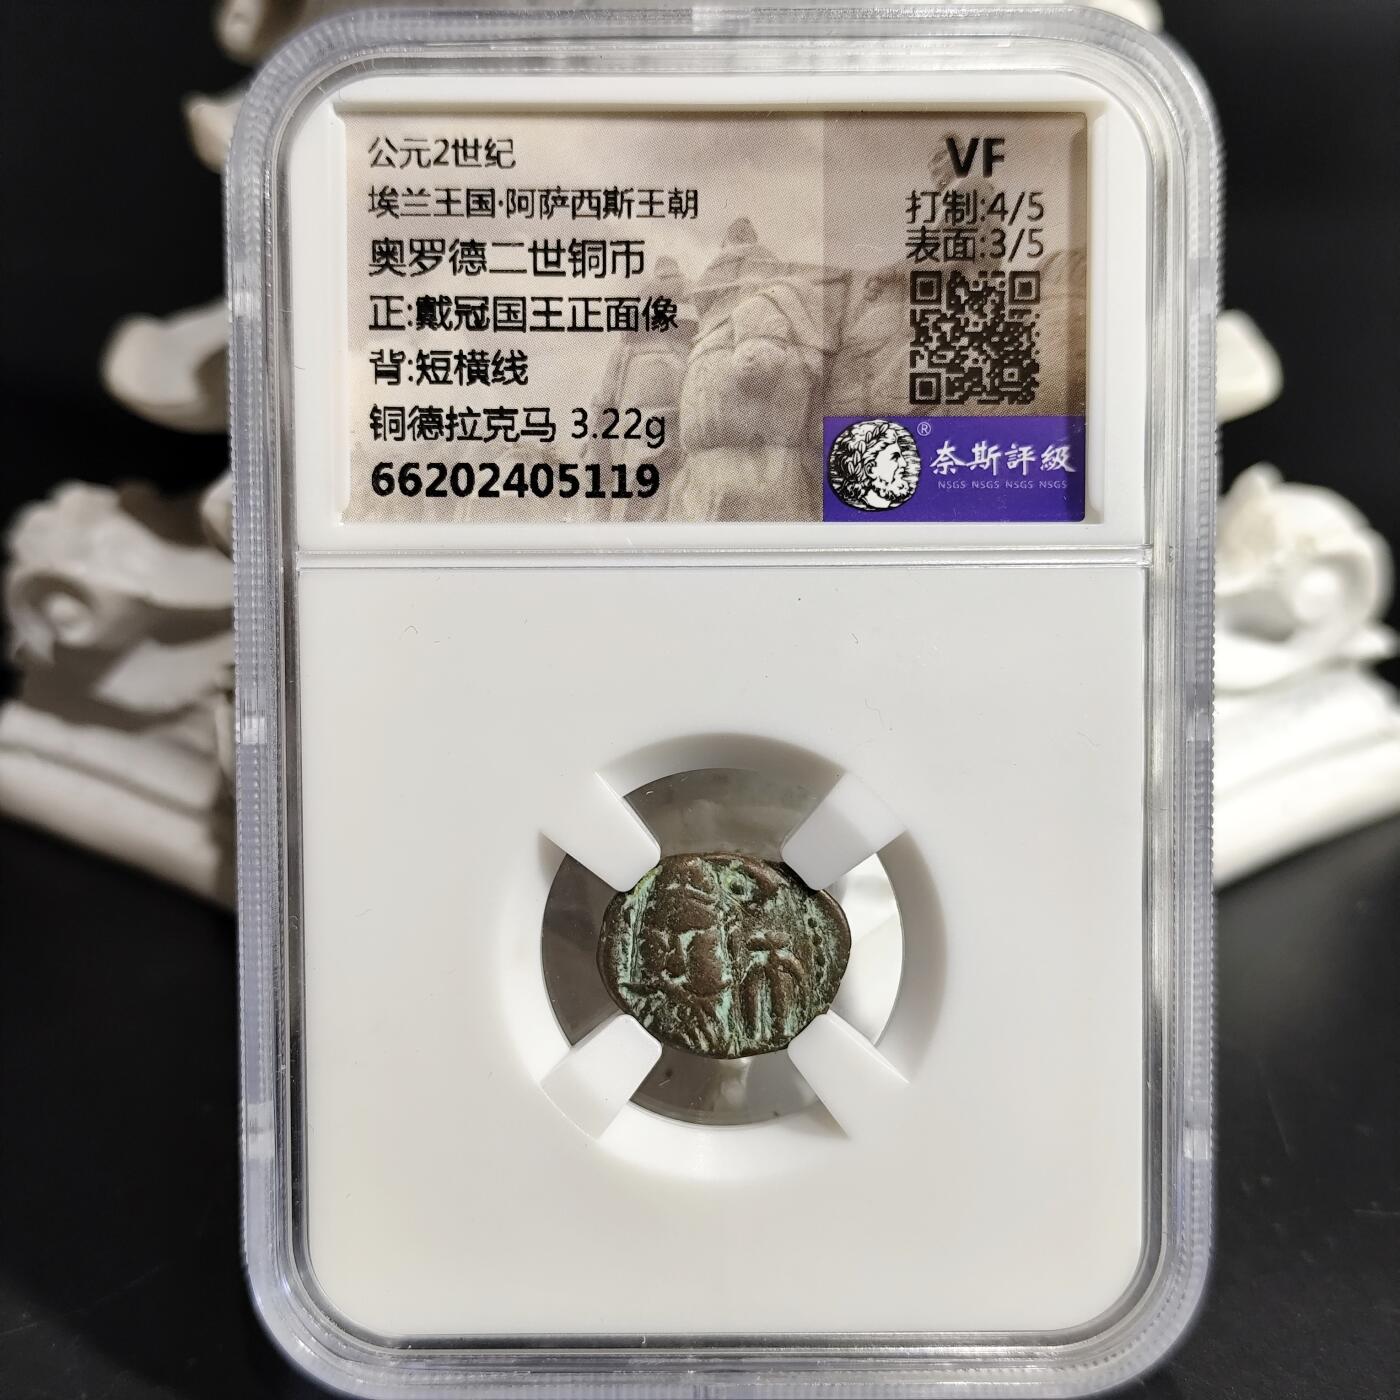 公元2世纪
埃兰王国·阿萨西斯王朝
奥罗德二世铜币
正:戴冠国王正面像
背:短横线
铜德拉克马 3.22g
66202405119
VF
打制:4/5
表面:3/5
®
奈斯評級
NSGS NSGS NSGS NSGS